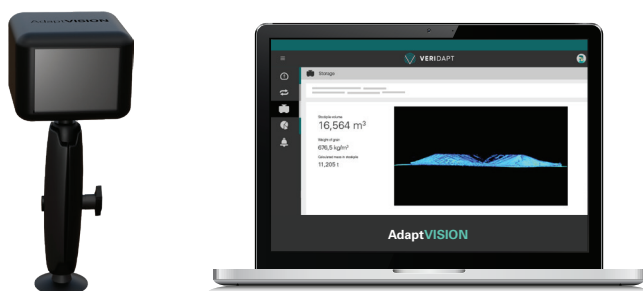 AdaptVISION
VERIDAPT
Storage
Stockpile volume
16,564 m³
Weight of grain
676,5 kg/m³
Calculated mass in stockpile
11,205 t
AdaptVISION